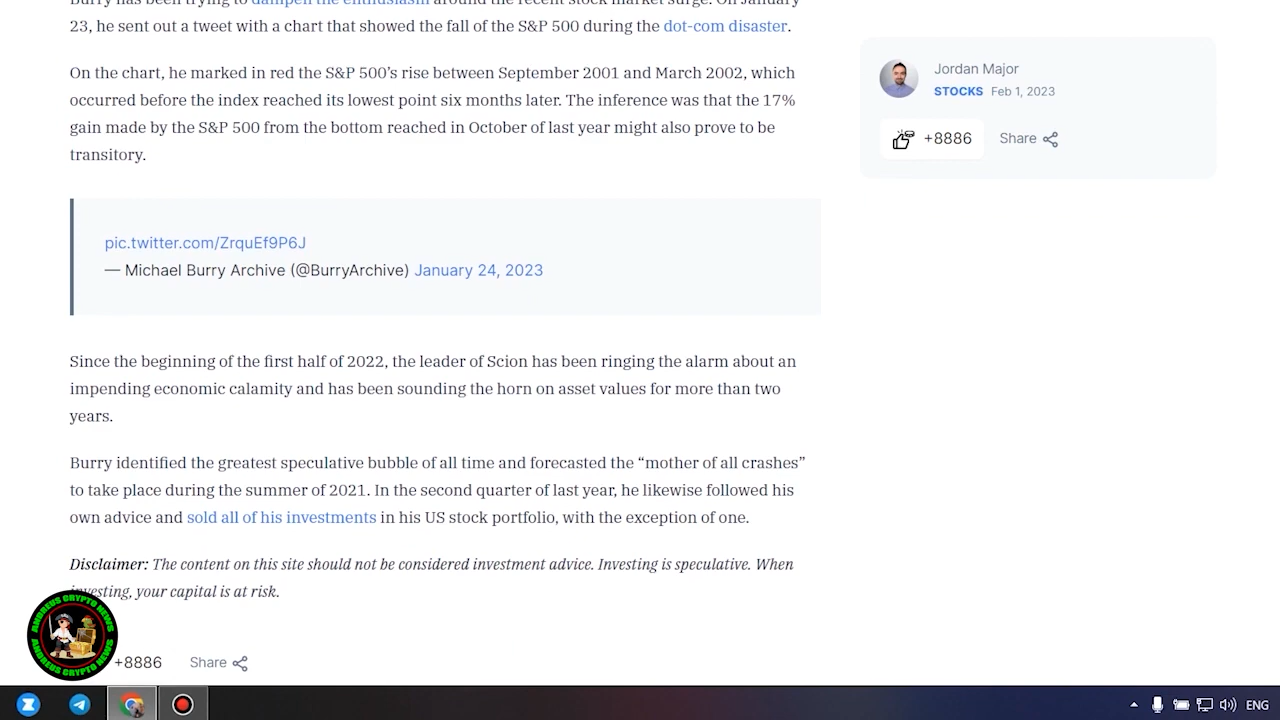 Burry has been trying to dampen the enthusiasm around the recent stock market surge. On January
23, he sent out a tweet with a chart that showed the fall of the S&P 500 during the dot-com disaster.
On the chart, he marked in red the S&P 500’s rise between September 2001 and March 2002, which
occurred before the index reached its lowest point six months later. The inference was that the 17%
gain made by the S&P 500 from the bottom reached in October of last year might also prove to be
transitory.
pic.twitter.com/ZrquEf9P6J
— Michael Burry Archive (@BurryArchive) January 24, 2023
Since the beginning of the first half of 2022, the leader of Scion has been ringing the alarm about an
impending economic calamity and has been sounding the horn on asset values for more than two
years.
Burry identified the greatest speculative bubble of all time and forecasted the “mother of all crashes”
to take place during the summer of 2021. In the second quarter of last year, he likewise followed his
own advice and sold all of his investments in his US stock portfolio, with the exception of one.
Disclaimer: The content on this site should not be considered investment advice. Investing is speculative. When
investing, your capital is at risk.
+8886 Share
Jordan Major
STOCKS Feb 1, 2023
+8886 Share
ANDREUS CRYPTO NEWS
ANDREUS CRYPTO NEWS
ENG